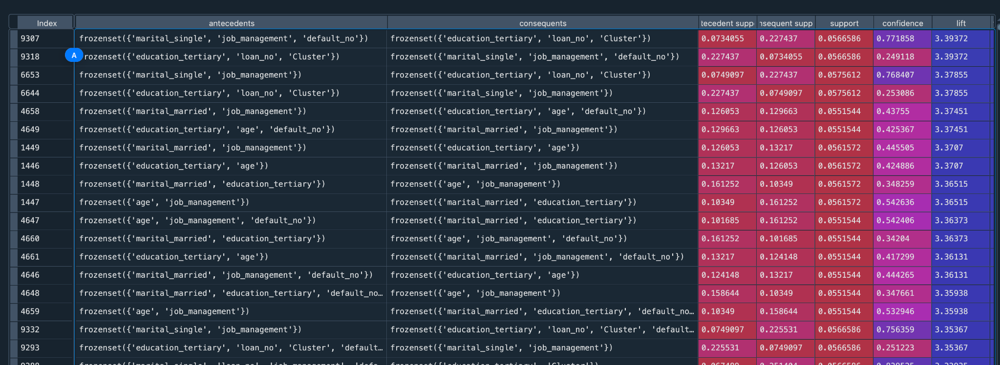 Index antecedents consequents tecedent supp nsequent supp support confidence lift
9307 frozenset({'marital_single', 'job_management', 'default_no'}) frozenset({'education_tertiary', 'loan_no', 'Cluster'}) 0.0734055 0.227437 0.0566586 0.771858 3.39372
9318 A rozenset({'education_tertiary', 'loan_no', 'Cluster'}) frozenset({'marital_single', 'job_management', 'default_no'}) 0.227437 0.0734055 0.0566586 0.249118 3.39372
6653 frozenset({'marital_single', 'job_management'}) frozenset({'education_tertiary', 'loan_no', 'Cluster'}) 0.0749097 0.227437 0.0575612 0.768407 3.37855
6644 frozenset({'education_tertiary', 'loan_no', 'Cluster'}) frozenset({'marital_single', 'job_management'}) 0.227437 0.0749097 0.0575612 0.253086 3.37855
4658 frozenset({'marital_married', 'job_management'}) frozenset({'education_tertiary', 'age', 'default_no'}) 0.126053 0.129663 0.0551544 0.43755 3.37451
4649 frozenset({'education_tertiary', 'age', 'default_no'}) frozenset({'marital_married', 'job_management'}) 0.129663 0.126053 0.0551544 0.425367 3.37451
1449 frozenset({'marital_married', 'job_management'}) frozenset({'education_tertiary', 'age'}) 0.126053 0.13217 0.0561572 0.445505 3.3707
1446 frozenset({'education_tertiary', 'age'}) frozenset({'marital_married', 'job_management'}) 0.13217 0.126053 0.0561572 0.424886 3.3707
1448 frozenset({'marital_married', 'education_tertiary'}) frozenset({'age', 'job_management'}) 0.161252 0.10349 0.0561572 0.348259 3.36515
1447 frozenset({'age', 'job_management'}) frozenset({'marital_married', 'education_tertiary'}) 0.10349 0.161252 0.0561572 0.542636 3.36515
4647 frozenset({'age', 'job_management', 'default_no'}) frozenset({'marital_married', 'education_tertiary'}) 0.101685 0.161252 0.0551544 0.542406 3.36373
4660 frozenset({'marital_married', 'education_tertiary'}) frozenset({'age', 'job_management', 'default_no'}) 0.161252 0.101685 0.0551544 0.34204 3.36373
4661 frozenset({'education_tertiary', 'age'}) frozenset({'marital_married', 'job_management', 'default_no'}) 0.13217 0.124148 0.0551544 0.417299 3.36131
4646 frozenset({'marital_married', 'job_management', 'default_no'}) frozenset({'education_tertiary', 'age'}) 0.124148 0.13217 0.0551544 0.444265 3.36131
4648 frozenset({'marital_married', 'education_tertiary', 'default_no… frozenset({'age', 'job_management'}) 0.158644 0.10349 0.0551544 0.347661 3.35938
4659 frozenset({'age', 'job_management'}) frozenset({'marital_married', 'education_tertiary', 'default_no… 0.10349 0.158644 0.0551544 0.532946 3.35938
9332 frozenset({'marital_single', 'job_management'}) frozenset({'education_tertiary', 'loan_no', 'Cluster', 'default… 0.0749097 0.225531 0.0566586 0.756359 3.35367
9293 frozenset({'education_tertiary', 'loan_no', 'Cluster', 'default… frozenset({'marital_single', 'job_management'}) 0.225531 0.0749097 0.0566586 0.251223 3.35367